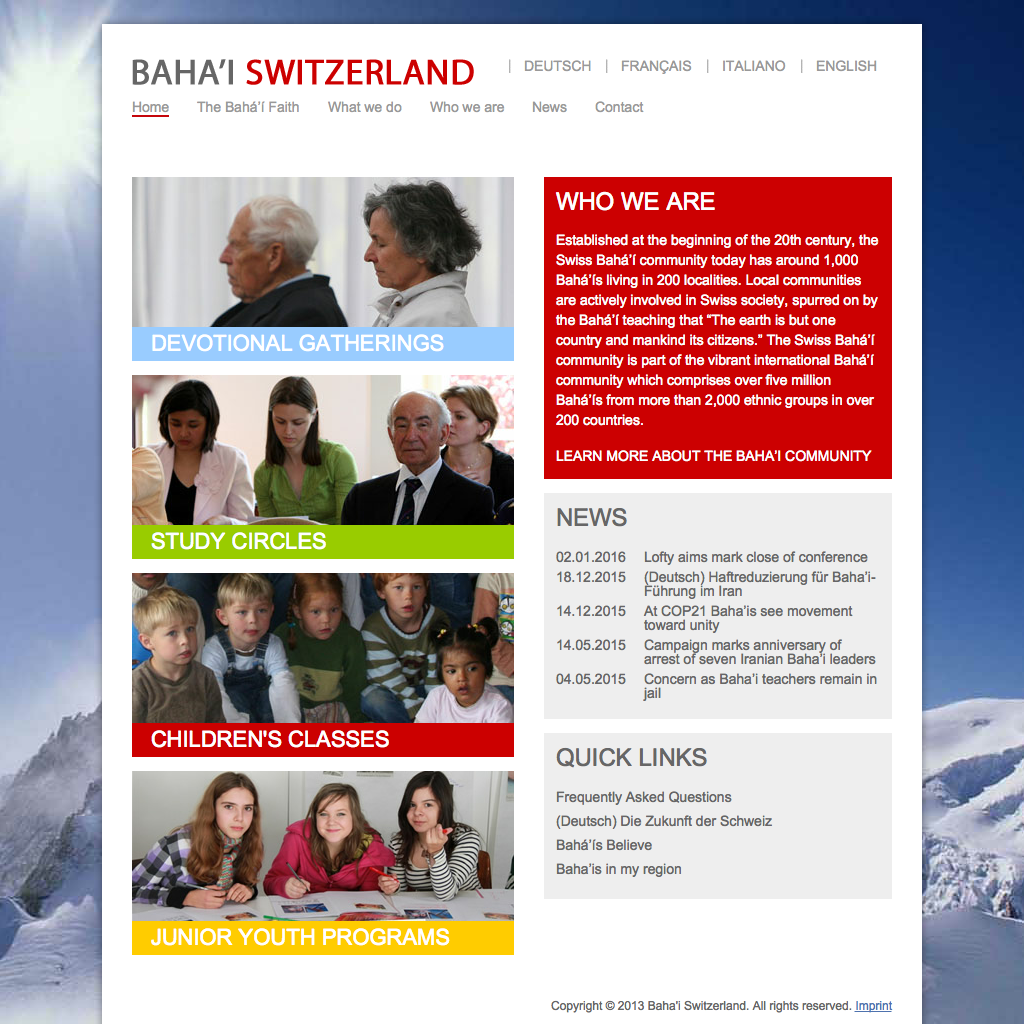 BAHA’I SWITZERLAND
| DEUTSCH | FRANÇAIS | ITALIANO | ENGLISH
Home The Bahá’í Faith What we do Who we are News Contact
DEVOTIONAL GATHERINGS
STUDY CIRCLES
CHILDREN'S CLASSES
JUNIOR YOUTH PROGRAMS
WHO WE ARE
Established at the beginning of the 20th century, the
Swiss Bahá’í community today has around 1,000
Bahá’ís living in 200 localities. Local communities
are actively involved in Swiss society, spurred on by
the Bahá’í teaching that “The earth is but one
country and mankind its citizens.” The Swiss Bahá’í
community is part of the vibrant international Bahá’í
community which comprises over five million
Bahá’ís from more than 2,000 ethnic groups in over
200 countries.
LEARN MORE ABOUT THE BAHA’I COMMUNITY
NEWS
02.01.2016 Lofty aims mark close of conference
18.12.2015 (Deutsch) Haftreduzierung für Baha’i-
Führung im Iran
14.12.2015 At COP21 Baha’is see movement
toward unity
14.05.2015 Campaign marks anniversary of
arrest of seven Iranian Baha’i leaders
04.05.2015 Concern as Baha’i teachers remain in
jail
QUICK LINKS
Frequently Asked Questions
(Deutsch) Die Zukunft der Schweiz
Bahá’ís Believe
Baha’is in my region
Copyright © 2013 Baha'i Switzerland. All rights reserved. Imprint